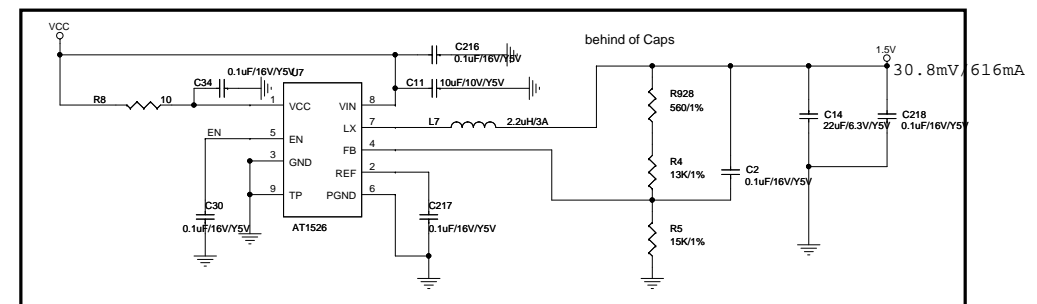 VCC
C216
0.1uF/16V/Y5V
behind of Caps
1.5V
30.8mV/616mA
C34
0.1uF/16V/Y5V
U7
C11
10uF/10V/Y5V
R8
10
1
VCC
VIN
8
R928
560/1%
EN
5
EN
LX
7
L7
2.2uH/3A
C14
22uF/6.3V/Y5V
C218
0.1uF/16V/Y5V
3
GND
FB
4
REF
2
R4
13K/1%
C2
0.1uF/16V/Y5V
9
TP
PGND
6
C30
0.1uF/16V/Y5V
AT1526
C217
0.1uF/16V/Y5V
R5
15K/1%